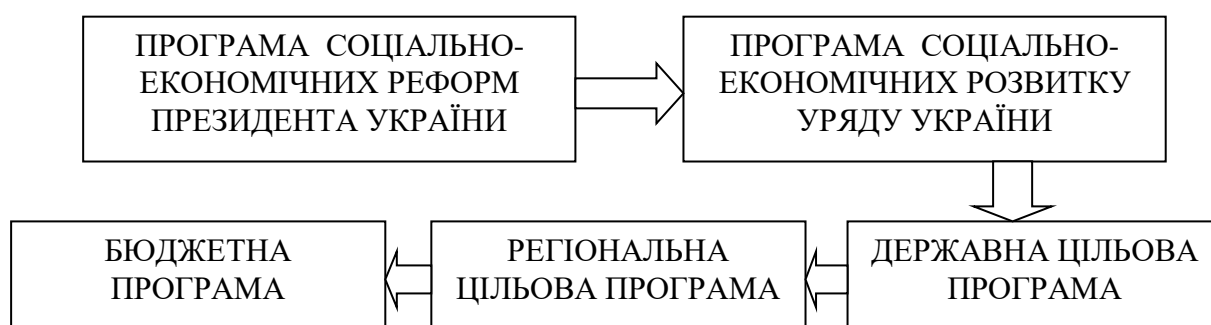 ПРОГРАМА СОЦІАЛЬНО-
ЕКОНОМІЧНИХ РЕФОРМ
ПРЕЗИДЕНТА УКРАЇНИ
ПРОГРАМА СОЦІАЛЬНО-
ЕКОНОМІЧНИХ РОЗВИТКУ
УРЯДУ УКРАЇНИ
ДЕРЖАВНА ЦІЛЬОВА
ПРОГРАМА
РЕГІОНАЛЬНА
ЦІЛЬОВА ПРОГРАМА
БЮДЖЕТНА
ПРОГРАМА